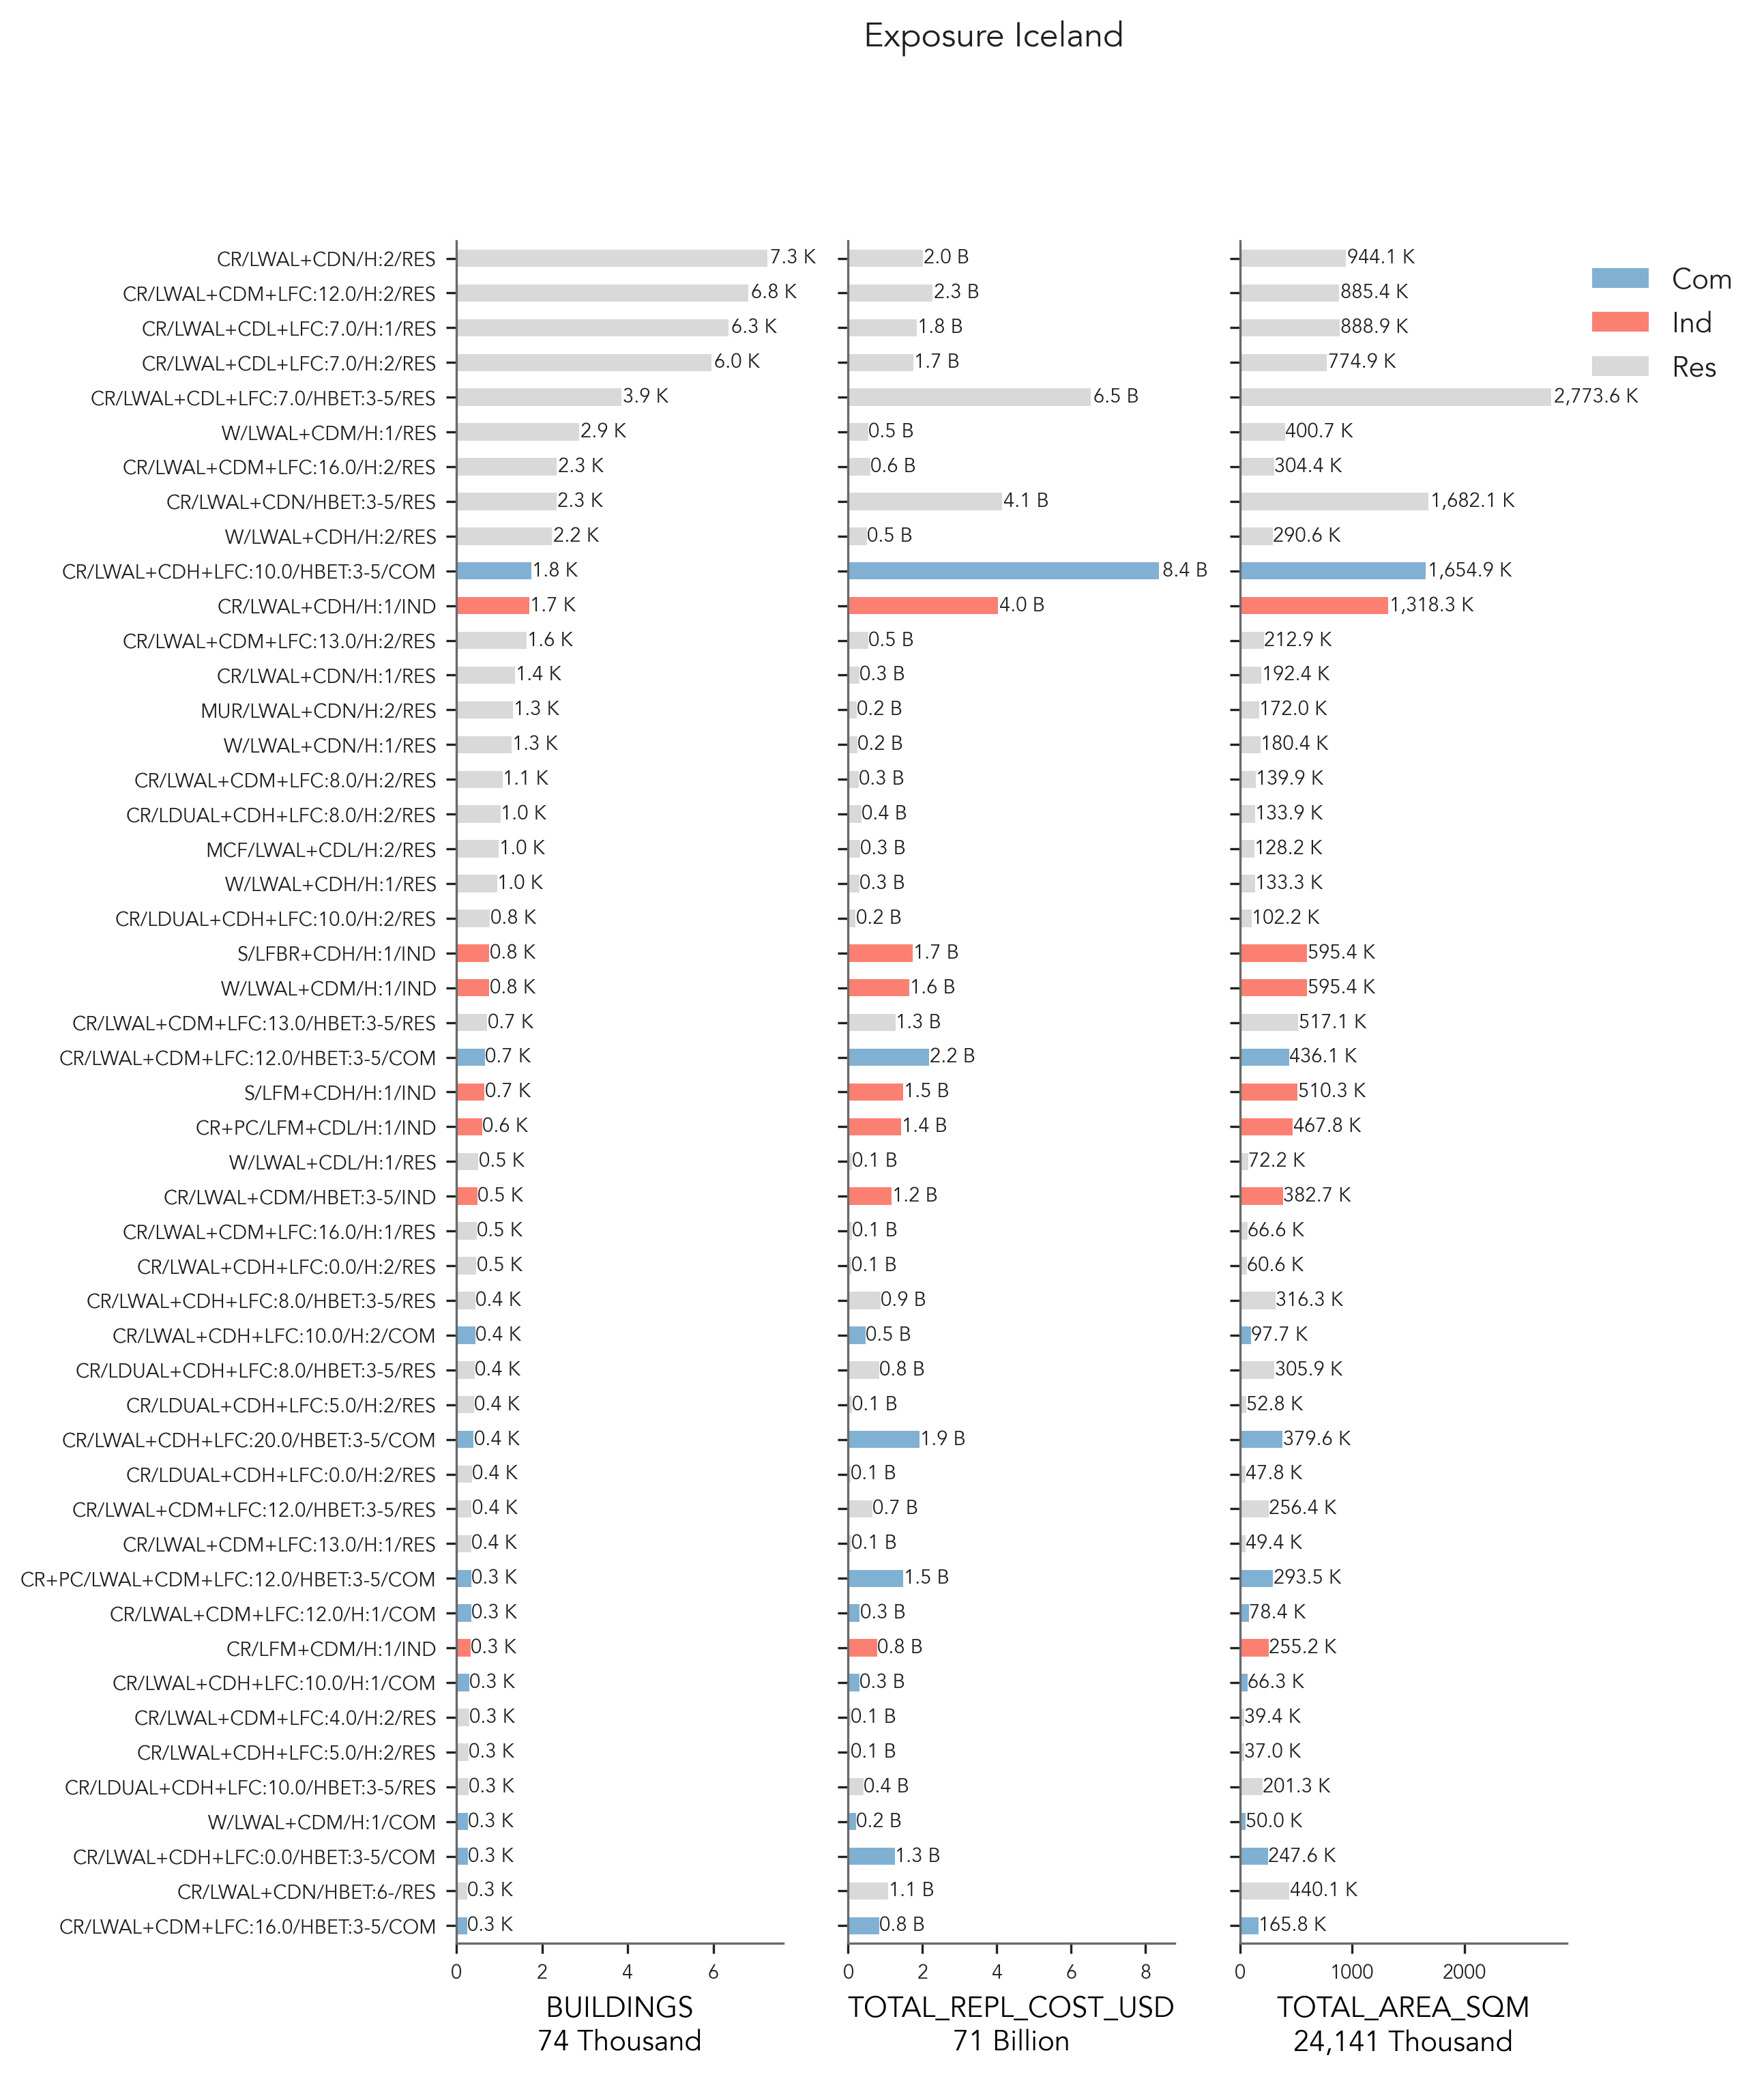 Exposure Iceland
Com
Ind
Res
CR/LWAL+CDN/H:2/RES 7.3 K 2.0 B 944.1 K
CR/LWAL+CDM+LFC:12.0/H:2/RES 6.8 K 2.3 B 885.4 K
CR/LWAL+CDL+LFC:7.0/H:1/RES 6.3 K 1.8 B 888.9 K
CR/LWAL+CDL+LFC:7.0/H:2/RES 6.0 K 1.7 B 774.9 K
CR/LWAL+CDL+LFC:7.0/HBET:3-5/RES 3.9 K 6.5 B 2,773.6 K
W/LWAL+CDM/H:1/RES 2.9 K 0.5 B 400.7 K
CR/LWAL+CDM+LFC:16.0/H:2/RES 2.3 K 0.6 B 304.4 K
CR/LWAL+CDN/HBET:3-5/RES 2.3 K 4.1 B 1,682.1 K
W/LWAL+CDH/H:2/RES 2.2 K 0.5 B 290.6 K
CR/LWAL+CDH+LFC:10.0/HBET:3-5/COM 1.8 K 8.4 B 1,654.9 K
CR/LWAL+CDH/H:1/IND 1.7 K 4.0 B 1,318.3 K
CR/LWAL+CDM+LFC:13.0/H:2/RES 1.6 K 0.5 B 212.9 K
CR/LWAL+CDN/H:1/RES 1.4 K 0.3 B 192.4 K
MUR/LWAL+CDN/H:2/RES 1.3 K 0.2 B 172.0 K
W/LWAL+CDN/H:1/RES 1.3 K 0.2 B 180.4 K
CR/LWAL+CDM+LFC:8.0/H:2/RES 1.1 K 0.3 B 139.9 K
CR/LDUAL+CDH+LFC:8.0/H:2/RES 1.0 K 0.4 B 133.9 K
MCF/LWAL+CDL/H:2/RES 1.0 K 0.3 B 128.2 K
W/LWAL+CDH/H:1/RES 1.0 K 0.3 B 133.3 K
CR/LDUAL+CDH+LFC:10.0/H:2/RES 0.8 K 0.2 B 102.2 K
S/LFBR+CDH/H:1/IND 0.8 K 1.7 B 595.4 K
W/LWAL+CDM/H:1/IND 0.8 K 1.6 B 595.4 K
CR/LWAL+CDM+LFC:13.0/HBET:3-5/RES 0.7 K 1.3 B 517.1 K
CR/LWAL+CDM+LFC:12.0/HBET:3-5/COM 0.7 K 2.2 B 436.1 K
S/LFM+CDH/H:1/IND 0.7 K 1.5 B 510.3 K
CR+PC/LFM+CDL/H:1/IND 0.6 K 1.4 B 467.8 K
W/LWAL+CDL/H:1/RES 0.5 K 0.1 B 72.2 K
CR/LWAL+CDM/HBET:3-5/IND 0.5 K 1.2 B 382.7 K
CR/LWAL+CDM+LFC:16.0/H:1/RES 0.5 K 0.1 B 66.6 K
CR/LWAL+CDH+LFC:0.0/H:2/RES 0.5 K 0.1 B 60.6 K
CR/LWAL+CDH+LFC:8.0/HBET:3-5/RES 0.4 K 0.9 B 316.3 K
CR/LWAL+CDH+LFC:10.0/H:2/COM 0.4 K 0.5 B 97.7 K
CR/LDUAL+CDH+LFC:8.0/HBET:3-5/RES 0.4 K 0.8 B 305.9 K
CR/LDUAL+CDH+LFC:5.0/H:2/RES 0.4 K 0.1 B 52.8 K
CR/LWAL+CDH+LFC:20.0/HBET:3-5/COM 0.4 K 1.9 B 379.6 K
CR/LDUAL+CDH+LFC:0.0/H:2/RES 0.4 K 0.1 B 47.8 K
CR/LWAL+CDM+LFC:12.0/HBET:3-5/RES 0.4 K 0.7 B 256.4 K
CR/LWAL+CDM+LFC:13.0/H:1/RES 0.4 K 0.1 B 49.4 K
CR+PC/LWAL+CDM+LFC:12.0/HBET:3-5/COM 0.3 K 1.5 B 293.5 K
CR/LWAL+CDM+LFC:12.0/H:1/COM 0.3 K 0.3 B 78.4 K
CR/LFM+CDM/H:1/IND 0.3 K 0.8 B 255.2 K
CR/LWAL+CDH+LFC:10.0/H:1/COM 0.3 K 0.3 B 66.3 K
CR/LWAL+CDM+LFC:4.0/H:2/RES 0.3 K 0.1 B 39.4 K
CR/LWAL+CDH+LFC:5.0/H:2/RES 0.3 K 0.1 B 37.0 K
CR/LDUAL+CDH+LFC:10.0/HBET:3-5/RES 0.3 K 0.4 B 201.3 K
W/LWAL+CDM/H:1/COM 0.3 K 0.2 B 50.0 K
CR/LWAL+CDH+LFC:0.0/HBET:3-5/COM 0.3 K 1.3 B 247.6 K
CR/LWAL+CDN/HBET:6-/RES 0.3 K 1.1 B 440.1 K
CR/LWAL+CDM+LFC:16.0/HBET:3-5/COM 0.3 K 0.8 B 165.8 K
0 2 4 6 0 2 4 6 8 0 1000 2000
BUILDINGS TOTAL_REPL_COST_USD TOTAL_AREA_SQM
74 Thousand 71 Billion 24,141 Thousand